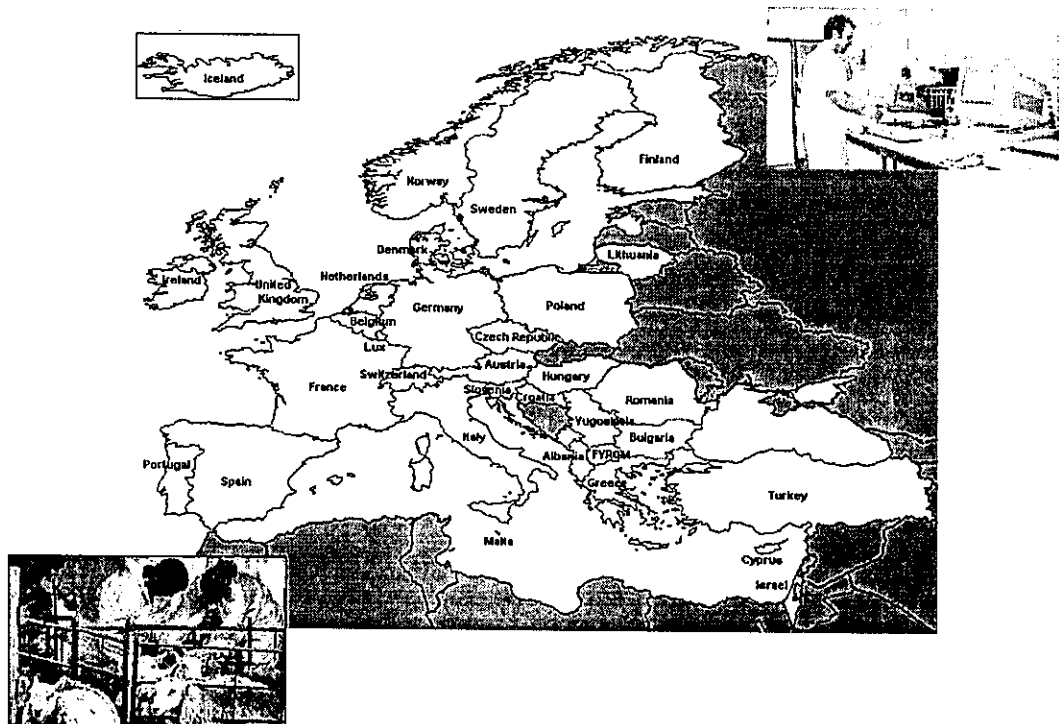 Iceland
Finland
Norway
Sweden
Denmark
Lithuania
Netherlands
Ireland
United
Kingdom
Germany
Poland
Belgium
Czech Republic
Lux
Austria
Switzerland
Hungary
France
Slovenia
Croatia
Romania
Yugoslavia
Italy
Bulgaria
Albania
FYROM
Portugal
Spain
Greece
Turkey
Malta
Cyprus
Israel